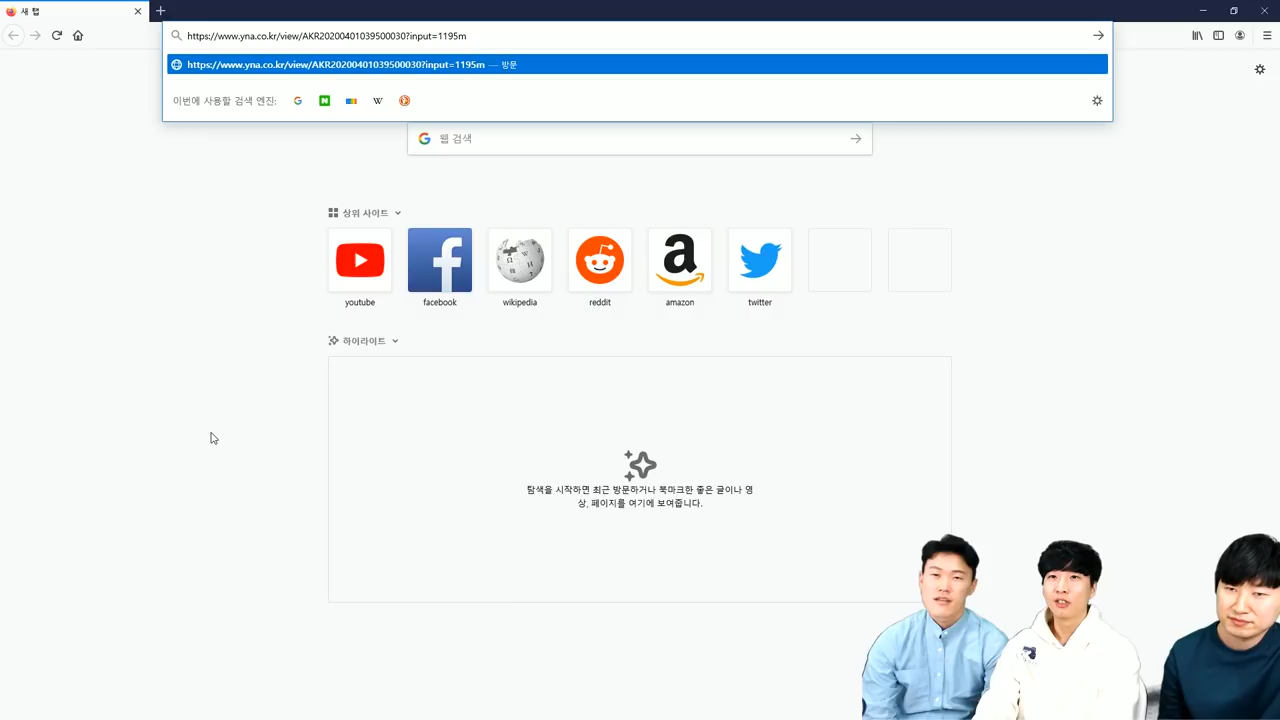 새 탭
https://www.yna.co.kr/view/AKR20200401039500030?input=1195m
https://www.yna.co.kr/view/AKR20200401039500030?input=1195m — 방문
이번에 사용할 검색 엔진:
웹 검색
상위 사이트
youtube
facebook
wikipedia
reddit
amazon
twitter
하이라이트
탐색을 시작하면 최근 방문하거나 북마크한 좋은 글이나 영
상, 페이지를 여기에 보여줍니다.